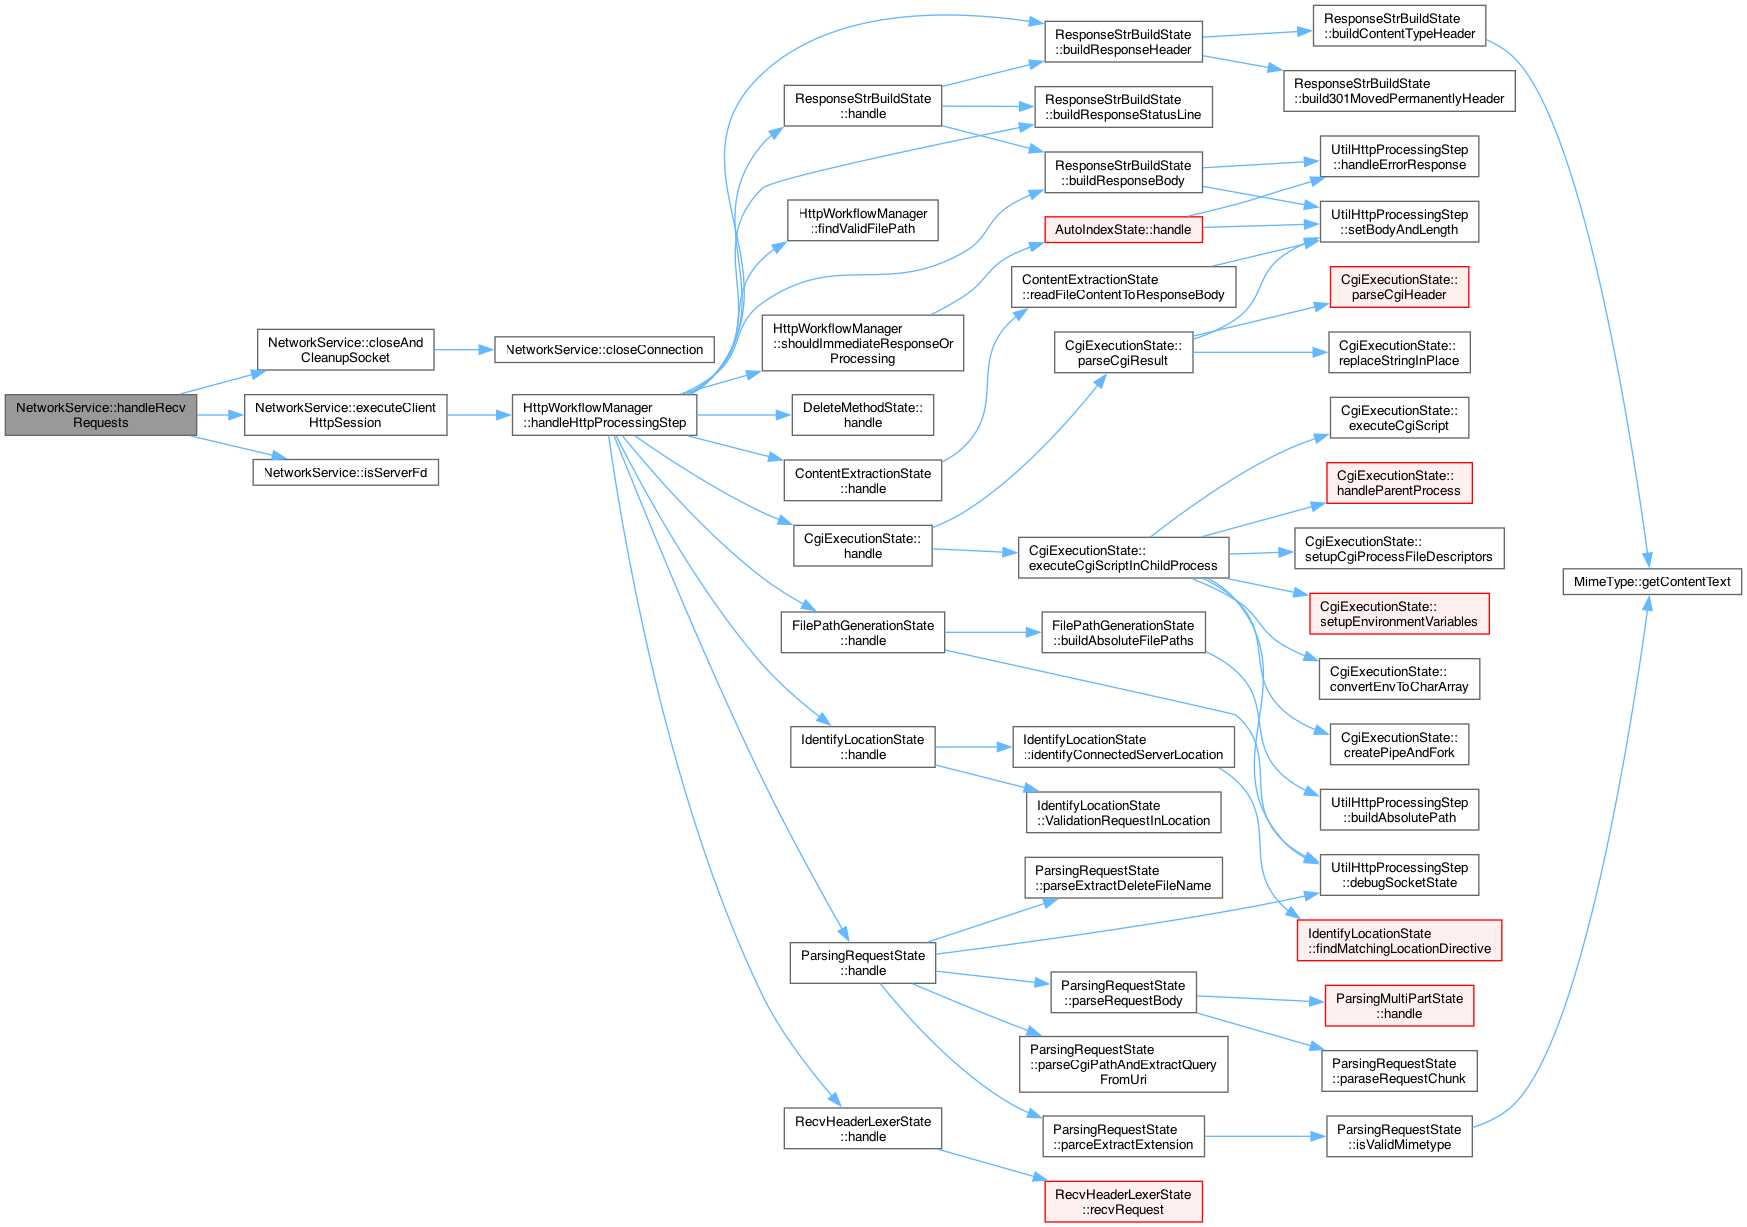 NetworkService::handleRecv
Requests
NetworkService::closeAnd
CleanupSocket
NetworkService::closeConnection
NetworkService::executeClient
HttpSession
NetworkService::isServerFd
HttpWorkflowManager
::handleHttpProcessingStep
ResponseStrBuildState
::handle
HttpWorkflowManager
::findValidFilePath
HttpWorkflowManager
::shouldImmediateResponseOr
Processing
DeleteMethodState::
handle
ContentExtractionState
::handle
CgiExecutionState::
handle
FilePathGenerationState
::handle
IdentifyLocationState
::handle
ParsingRequestState
::handle
RecvHeaderLexerState
::handle
ResponseStrBuildState
::buildResponseHeader
ResponseStrBuildState
::buildResponseStatusLine
ResponseStrBuildState
::buildResponseBody
AutoIndexState::handle
ContentExtractionState
::readFileContentToResponseBody
CgiExecutionState::
parseCgiResult
CgiExecutionState::
executeCgiScriptInChildProcess
FilePathGenerationState
::buildAbsoluteFilePaths
IdentifyLocationState
::identifyConnectedServerLocation
IdentifyLocationState
::ValidationRequestInLocation
ParsingRequestState
::parseExtractDeleteFileName
ParsingRequestState
::parseRequestBody
ParsingRequestState
::parseCgiPathAndExtractQuery
FromUri
ParsingRequestState
::parceExtractExtension
RecvHeaderLexerState
::recvRequest
ResponseStrBuildState
::buildContentTypeHeader
ResponseStrBuildState
::build301MovedPermanentlyHeader
UtilHttpProcessingStep
::handleErrorResponse
UtilHttpProcessingStep
::setBodyAndLength
CgiExecutionState::
parseCgiHeader
CgiExecutionState::
replaceStringInPlace
CgiExecutionState::
executeCgiScript
CgiExecutionState::
handleParentProcess
CgiExecutionState::
setupCgiProcessFileDescriptors
CgiExecutionState::
setupEnvironmentVariables
CgiExecutionState::
convertEnvToCharArray
CgiExecutionState::
createPipeAndFork
UtilHttpProcessingStep
::buildAbsolutePath
UtilHttpProcessingStep
::debugSocketState
IdentifyLocationState
::findMatchingLocationDirective
ParsingMultiPartState
::handle
ParsingRequestState
::paraseRequestChunk
ParsingRequestState
::isValidMimetype
MimeType::getContentText